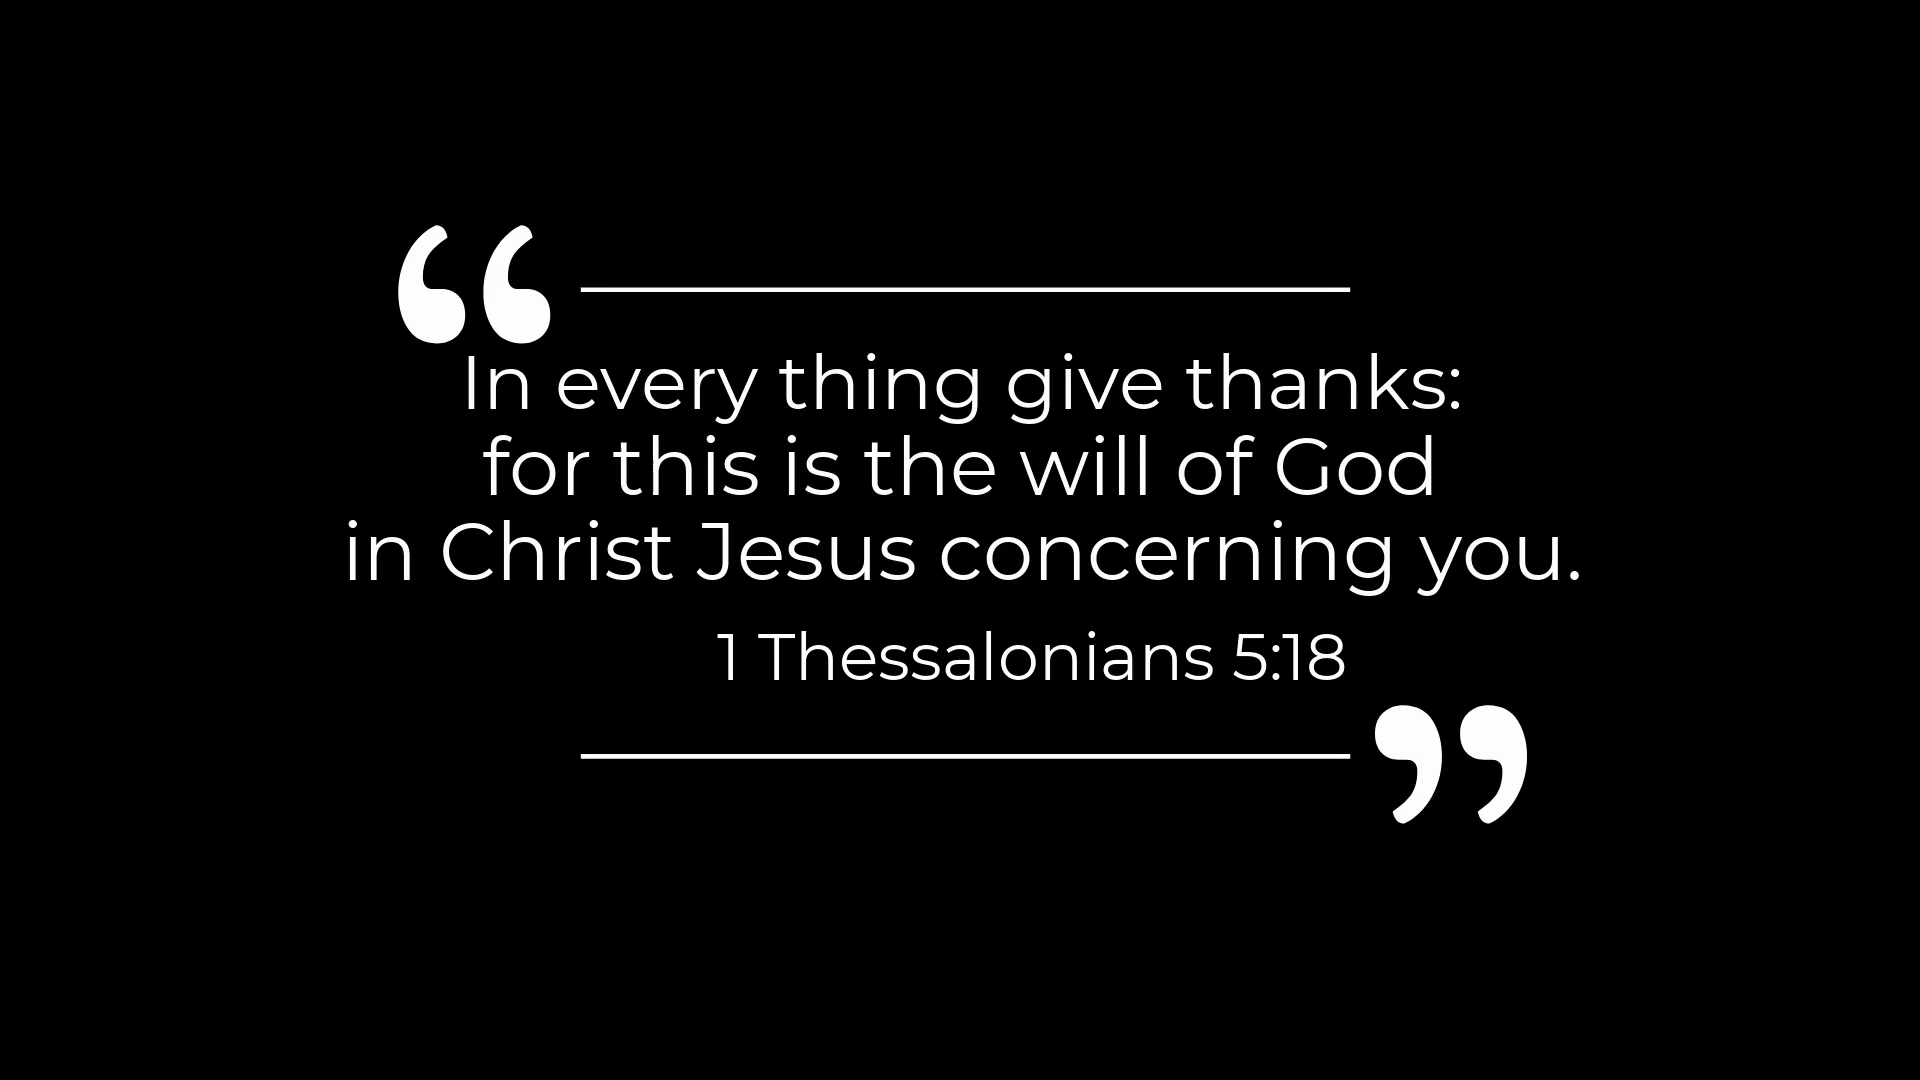 “
In every thing give thanks:
for this is the will of God
in Christ Jesus concerning you.
1 Thessalonians 5:18
”